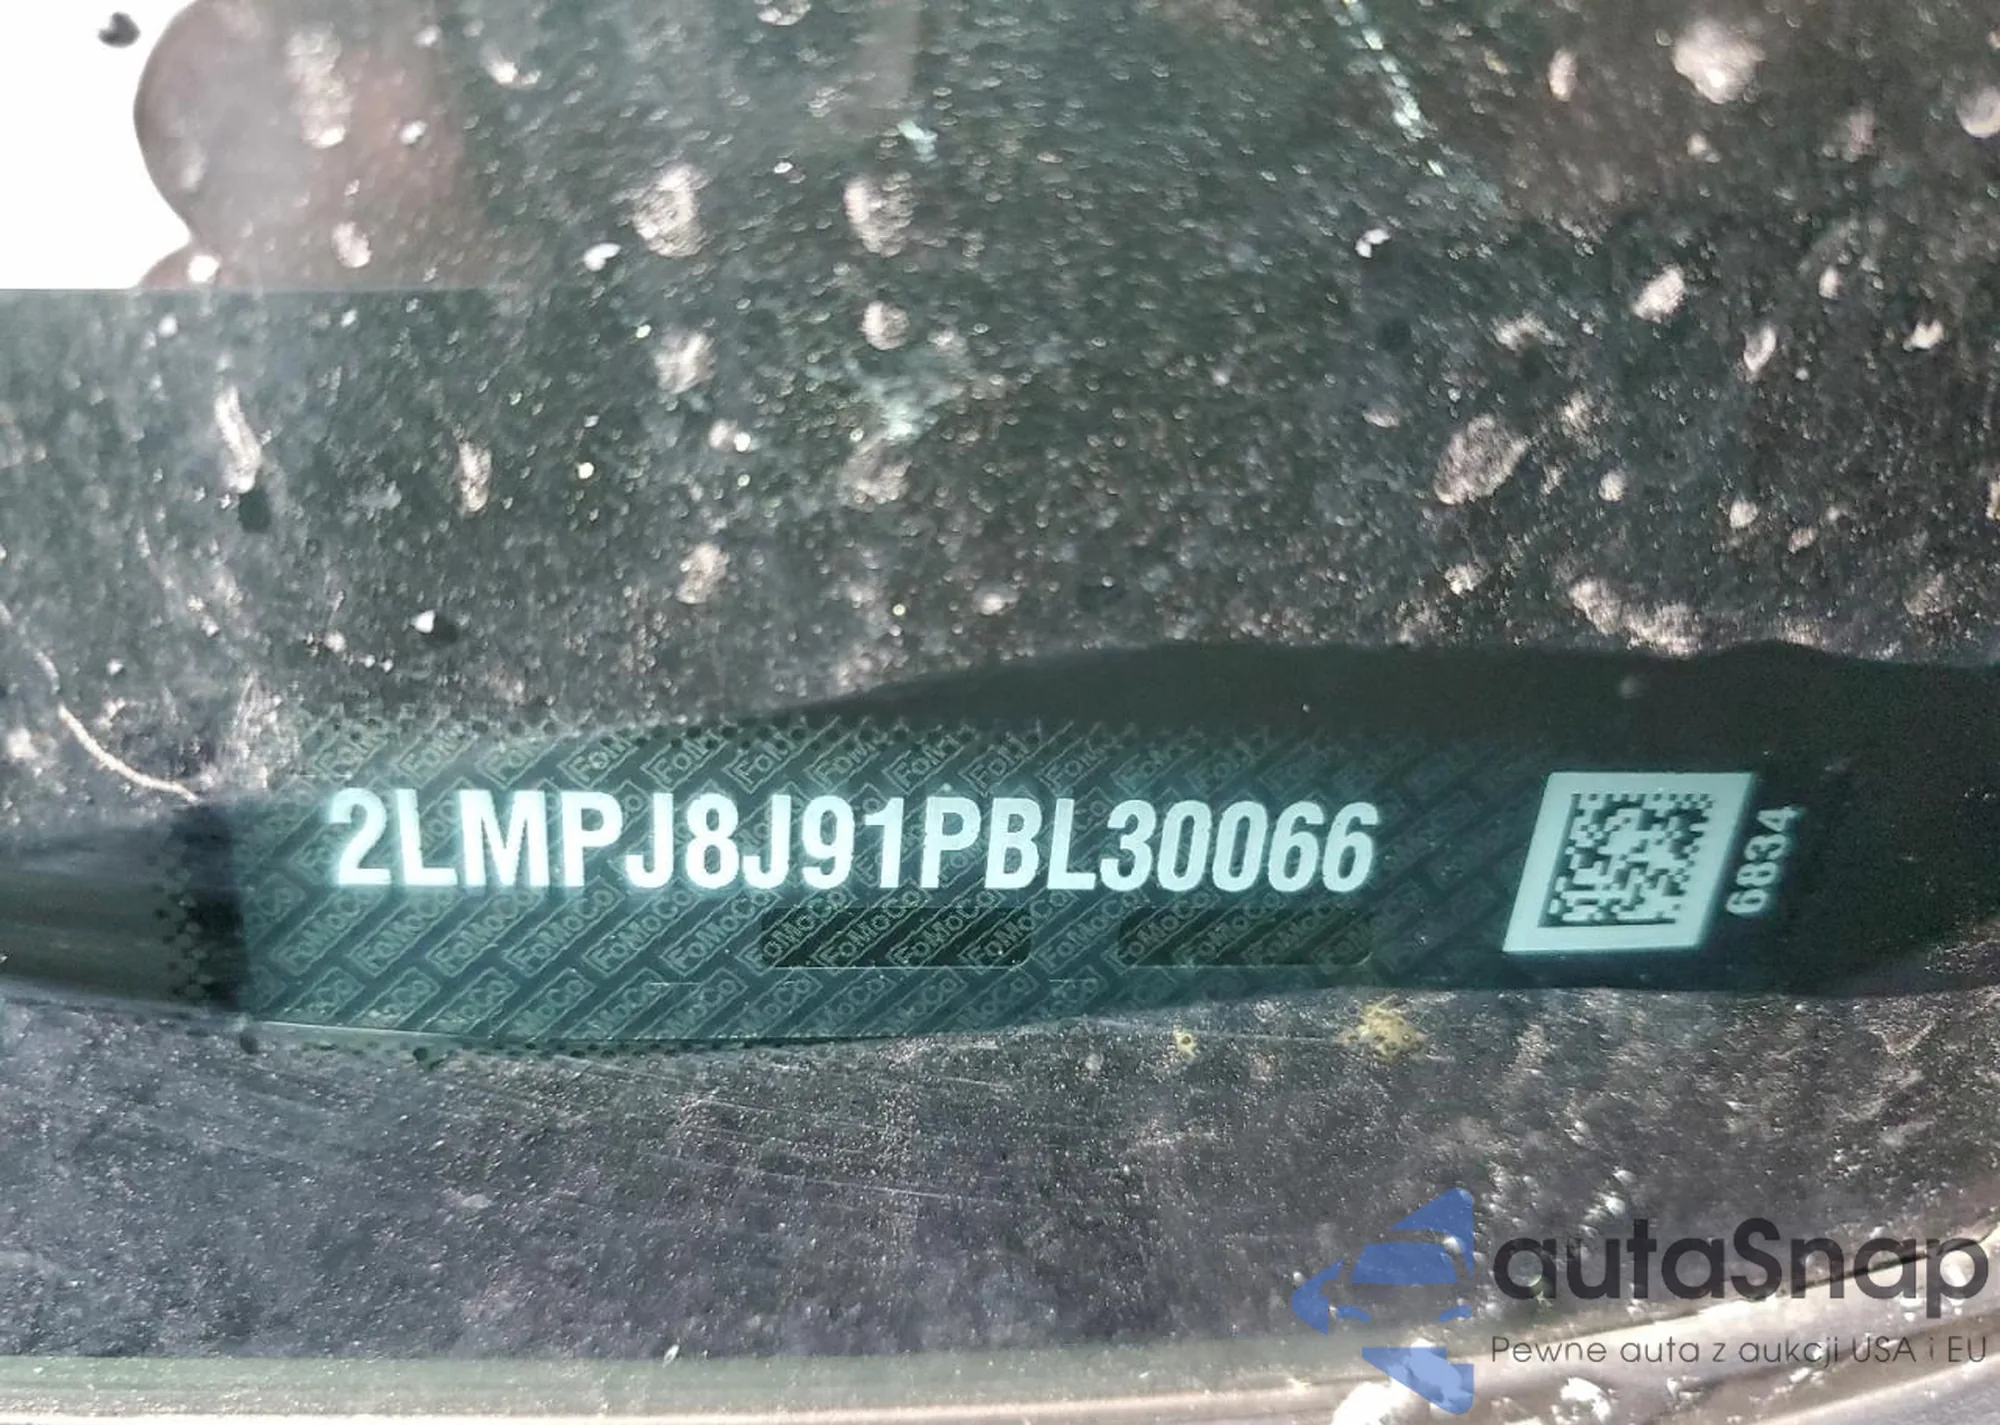 2LMPJ8J91PBL30066
6834
autaSnap
Pewne auta z aukcji USA i EU